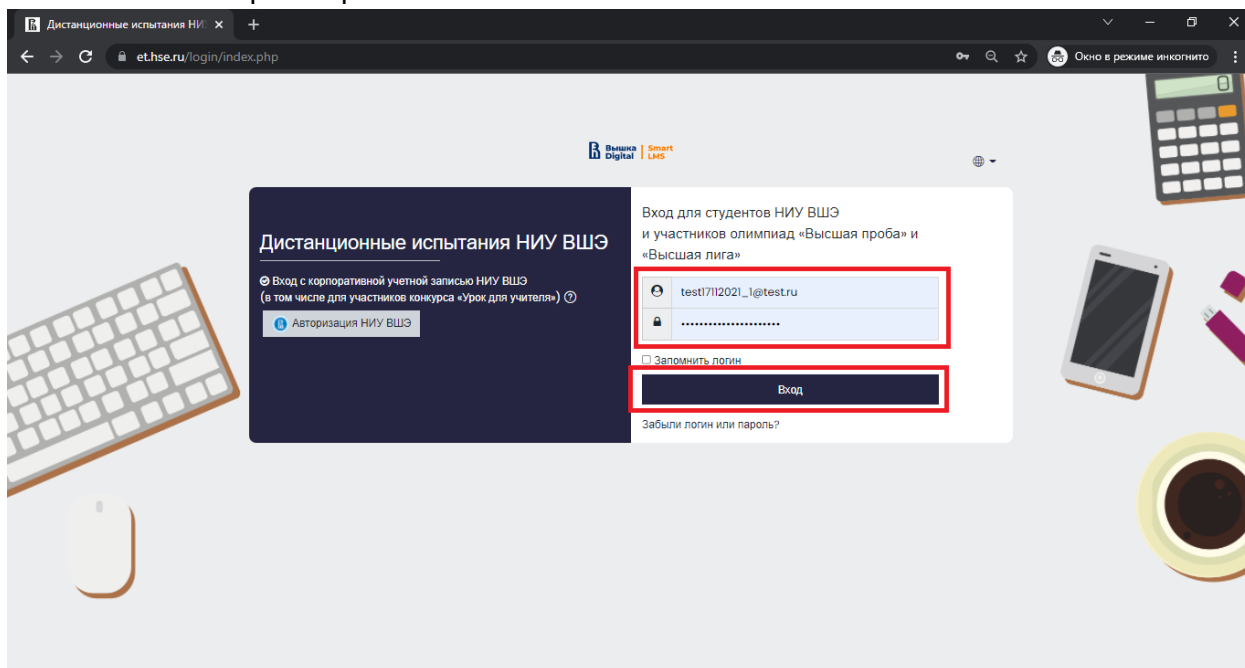 Дистанционные испытания НИУ
et.hse.ru/login/index.php
Окно в режиме инкогнито
0
Вышка
Digital
Smart
LMS
Дистанционные испытания НИУ ВШЭ
Вход с корпоративной учетной записью НИУ ВШЭ
(в том числе для участников конкурса «Урок для учителя»)
Авторизация НИУ ВШЭ
Вход для студентов НИУ ВШЭ
и участников олимпиад «Высшая проба» и
«Высшая лига»
test17112021_1@test.ru
•••••••••••••••••••••
Запомнить логин
Вход
Забыли логин или пароль?